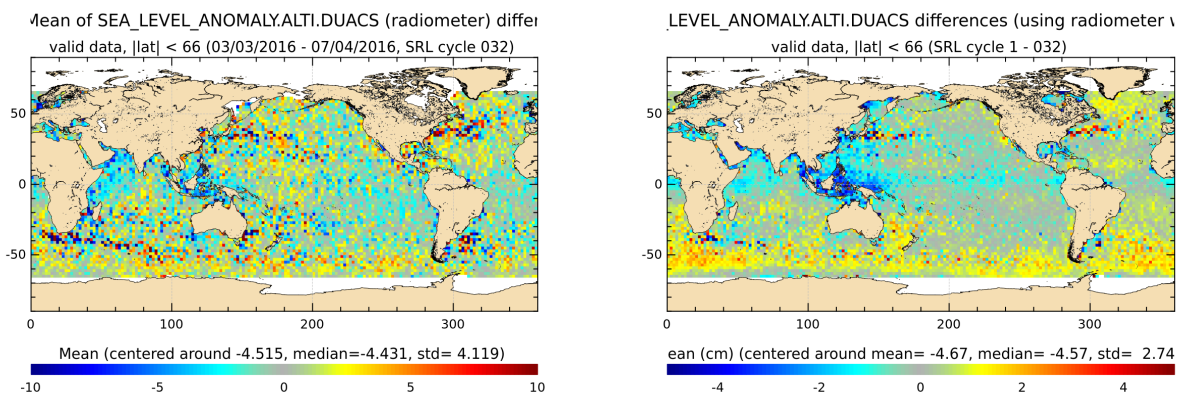 Mean of SEA_LEVEL_ANOMALY.ALTI.DUACS (radiometer) differ
valid data, |lat| < 66 (03/03/2016 - 07/04/2016, SRL cycle 032)
50
0
-50
0 100 200 300
Mean (centered around -4.515, median=-4.431, std= 4.119)
-10 -5 0 5 10
_LEVEL_ANOMALY.ALTI.DUACS differences (using radiometer w
valid data, |lat| < 66 (SRL cycle 1 - 032)
50
0
-50
0 100 200 300
ean (cm) (centered around mean= -4.67, median= -4.57, std= 2.74
-4 -2 0 2 4